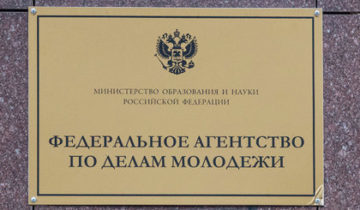 МИНИСТЕРСТВО ОБРАЗОВАНИЯ И НАУКИ
РОССИЙСКОЙ ФЕДЕРАЦИИ
ФЕДЕРАЛЬНОЕ АГЕНТСТВО
ПО ДЕЛАМ МОЛОДЕЖИ